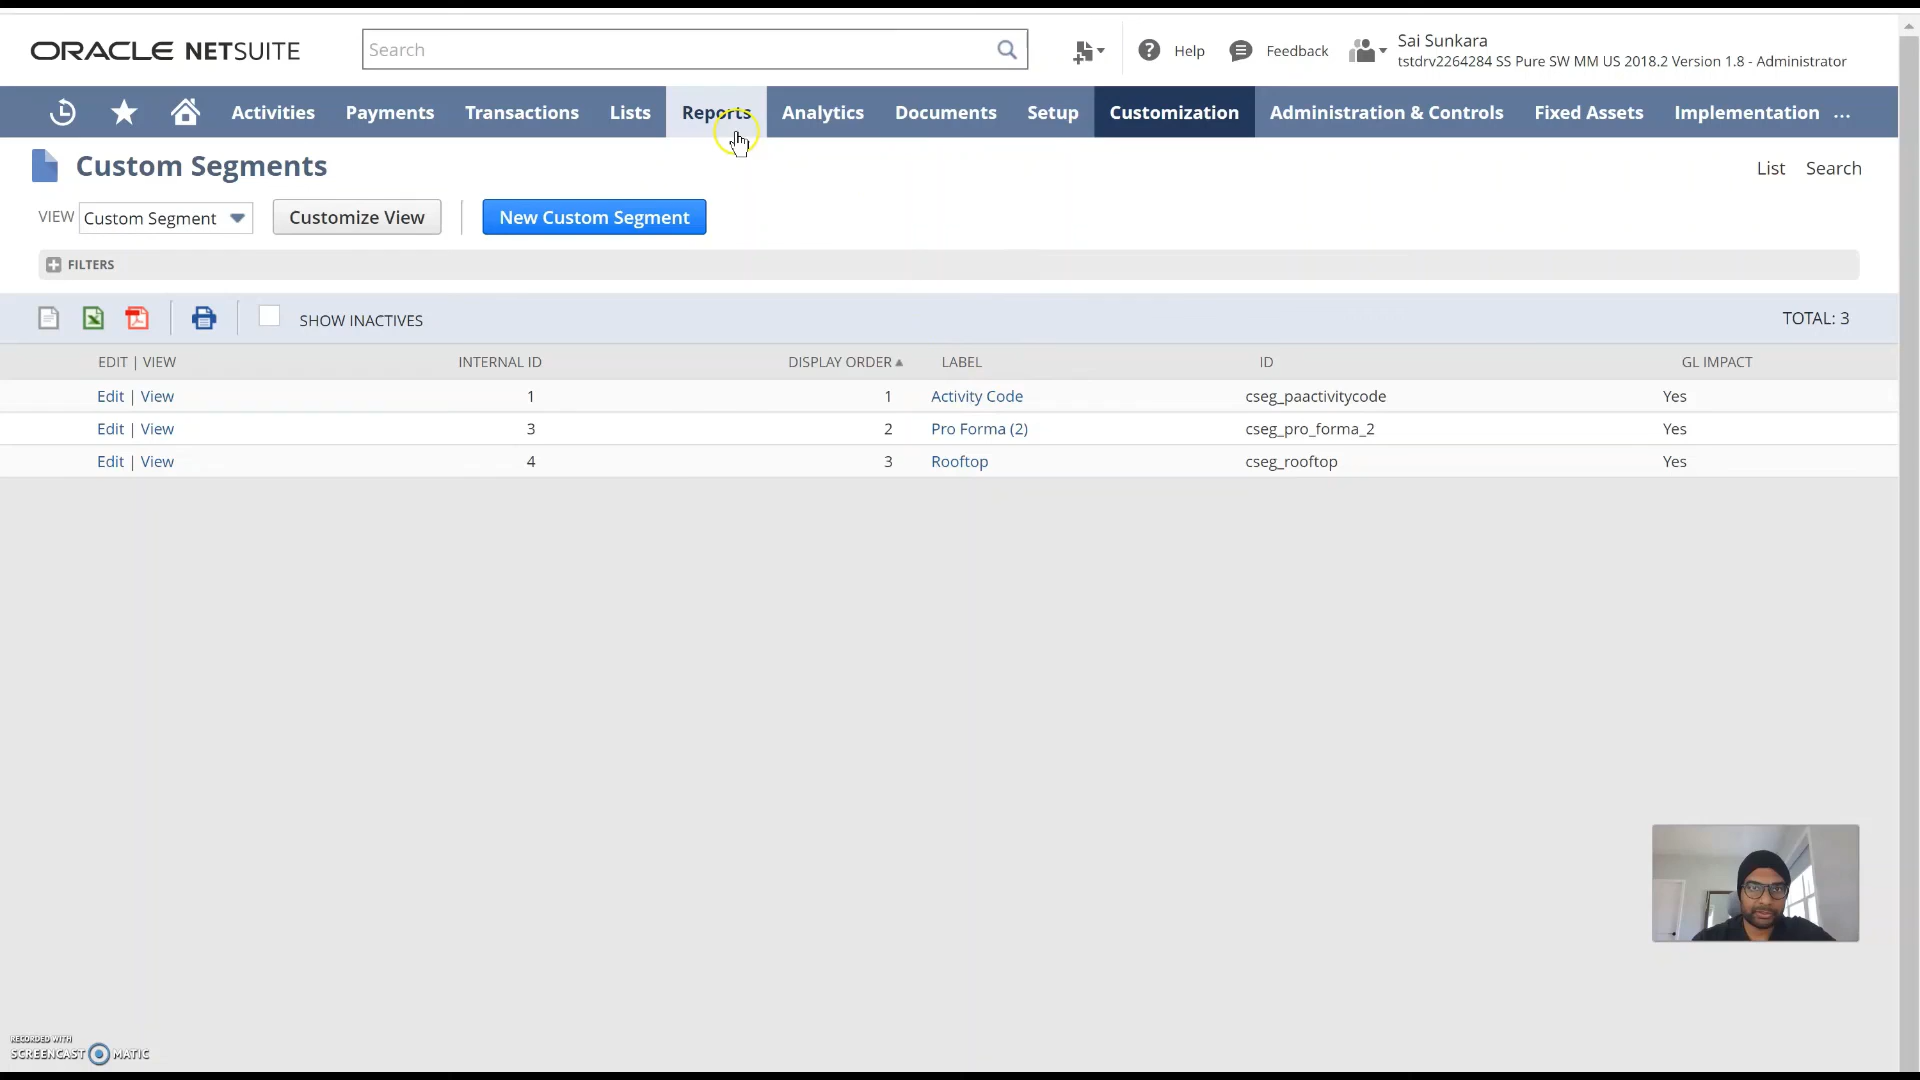 ORACLE NETSUITE
Search
Help
Feedback
Sai Sunkara
tstdrv2264284 SS Pure SW MM US 2018.2 Version 1.8 - Administrator
Activities Payments Transactions Lists Reports Analytics Documents Setup Customization Administration & Controls Fixed Assets Implementation ...
Custom Segments
List Search
VIEW Custom Segment Customize View New Custom Segment
FILTERS
SHOW INACTIVES TOTAL: 3
EDIT | VIEW INTERNAL ID DISPLAY ORDER LABEL ID GL IMPACT
Edit | View 1 1 Activity Code cseg_paactivitycode Yes
Edit | View 3 2 Pro Forma (2) cseg_pro_forma_2 Yes
Edit | View 4 3 Rooftop cseg_rooftop Yes
RECORDED WITH
SCREENCAST MATIC